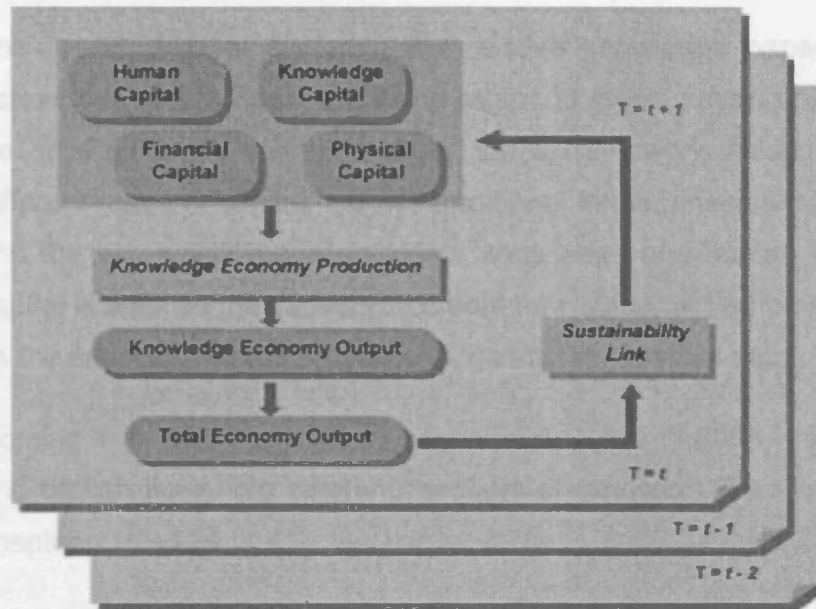 Human
Capital
Knowledge
Capital
Financial
Capital
Physical
Capital
T = t + 1
Knowledge Economy Production
Knowledge Economy Output
Sustainability
Link
Total Economy Output
T = t
T = t - 1
T = t - 2